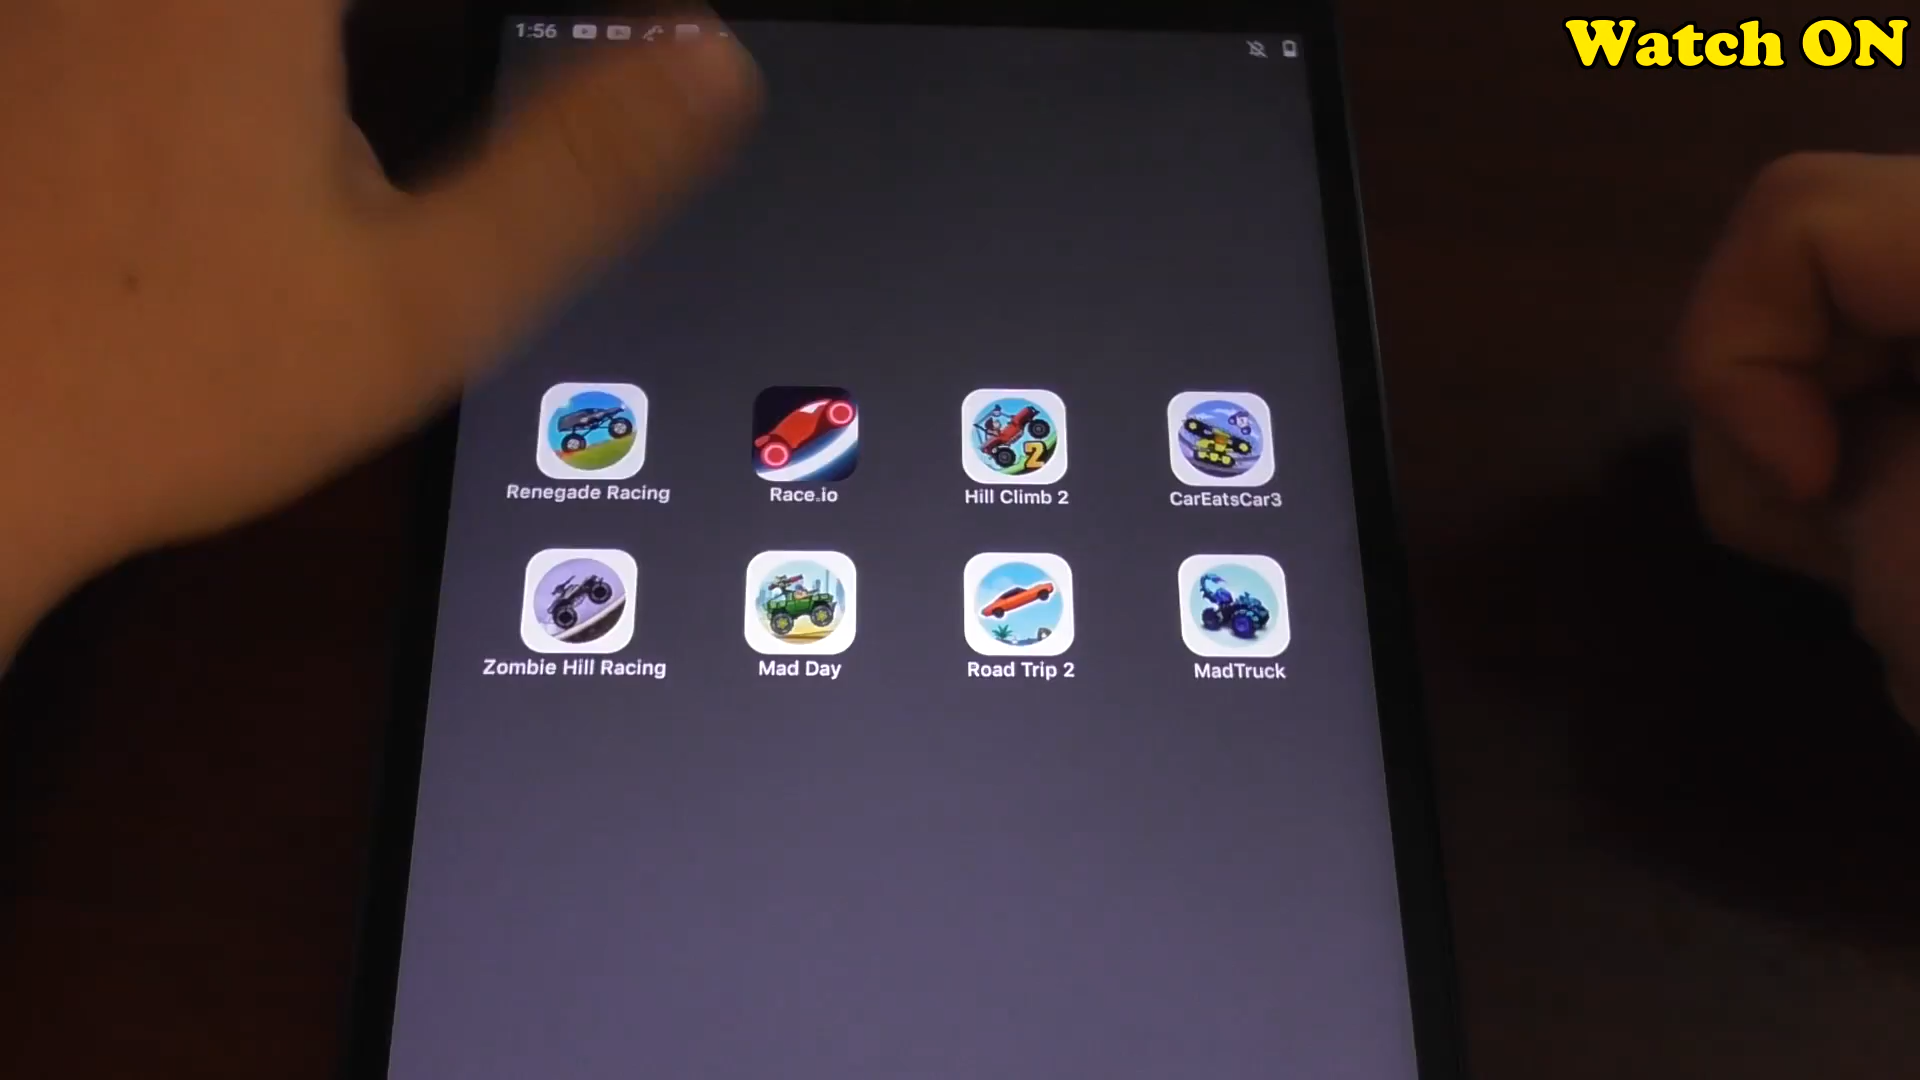 1:56
Watch ON
Renegade Racing
Race.io
Hill Climb 2
CarEatsCar3
2
Zombie Hill Racing
Mad Day
Road Trip 2
MadTruck